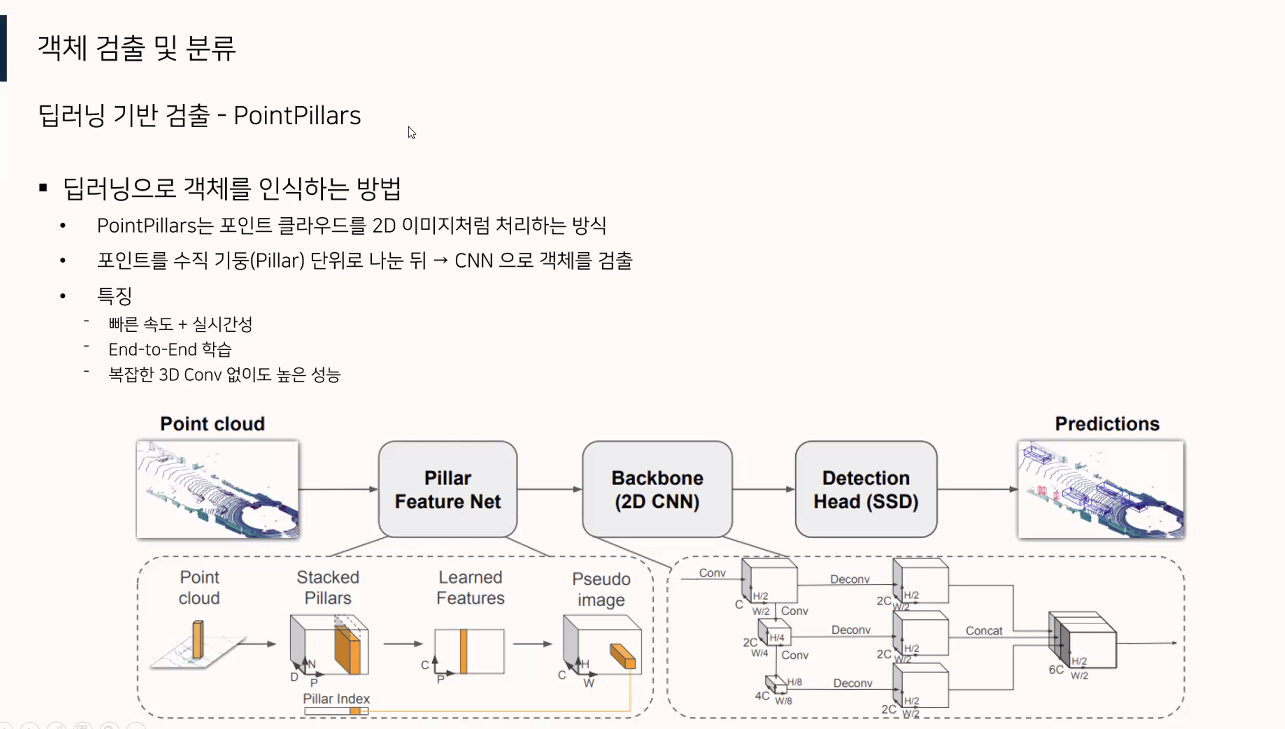 객체 검출 및 분류
딥러닝 기반 검출 - PointPillars
▪ 딥러닝으로 객체를 인식하는 방법
• PointPillars는 포인트 클라우드를 2D 이미지처럼 처리하는 방식
• 포인트를 수직 기둥(Pillar) 단위로 나눈 뒤 → CNN 으로 객체를 검출
• 특징
- 빠른 속도 + 실시간성
- End-to-End 학습
- 복잡한 3D Conv 없이도 높은 성능
Point cloud
Pillar
Feature Net
Backbone
(2D CNN)
Detection
Head (SSD)
Predictions
Point
cloud
Stacked
Pillars
Learned
Features
Pseudo
image
N
D
P
C
P
H
C
W
Pillar Index
Conv
C
H/2
W/2
Conv
2C
H/4
W/4
Conv
4C
H/8
W/8
Deconv
2C
H/2
W/2
Deconv
2C
H/2
W/2
Deconv
2C
H/2
W/2
Concat
6C
H/2
W/2